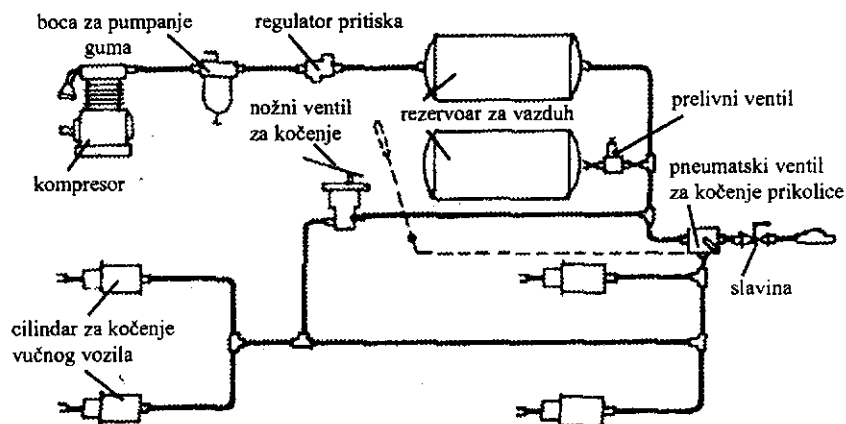 boca za pumpanje
guma
regulator pritiska
nožni ventil
za kočenje
rezervoar za vazduh
prelivni ventil
kompresor
pneumatski ventil
za kočenje prikolice
slavina
cilindar za kočenje
vučnog vozila